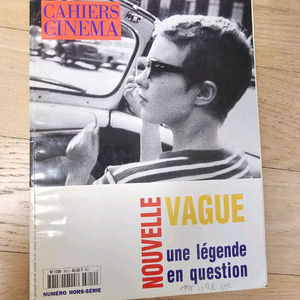 CAHIERS
CINEMA
NOUVELLE
VAGUE
une légende
en question
NUMÉRO HORS-SÉRIE